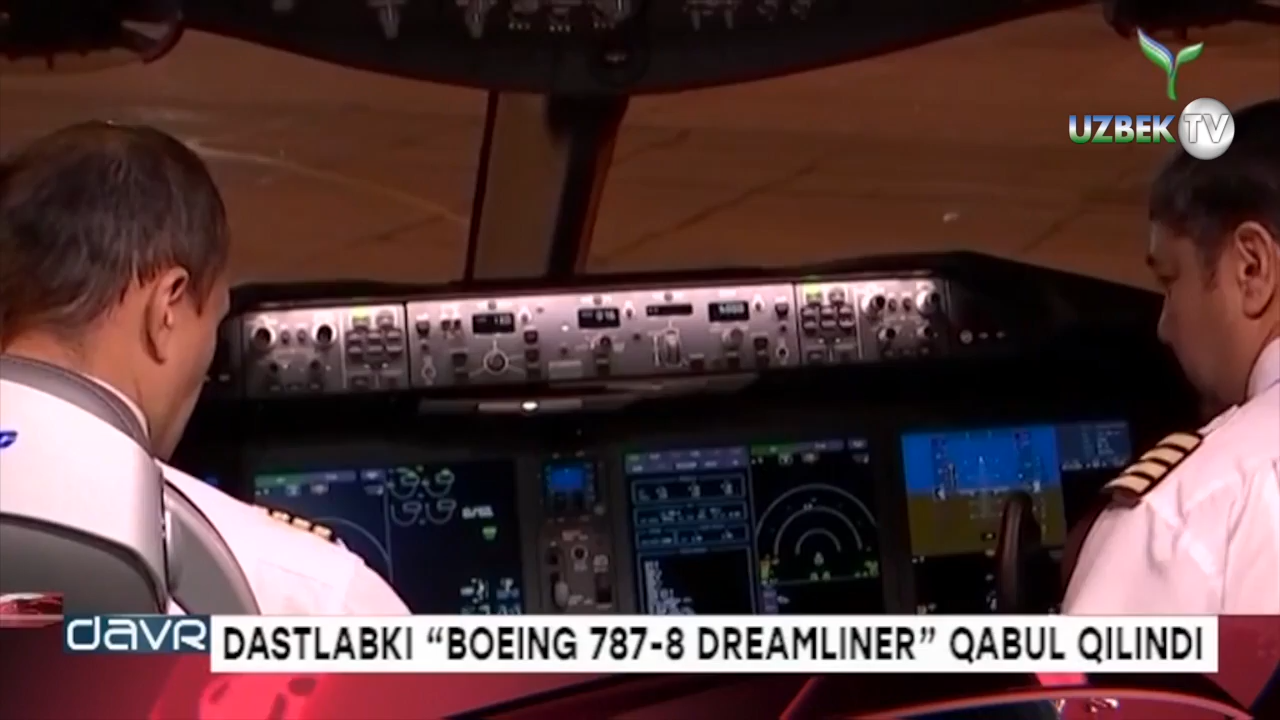 UZBEK TV
davr
DASTLABKI “BOEING 787-8 DREAMLINER” QABUL QILINDI